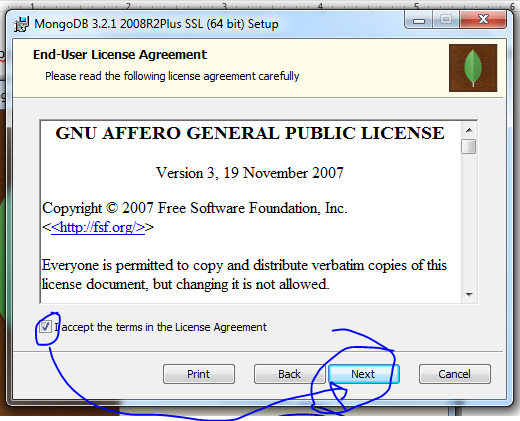 MongoDB 3.2.1 2008R2Plus SSL (64 bit) Setup
End-User License Agreement
Please read the following license agreement carefully
GNU AFFERO GENERAL PUBLIC LICENSE
Version 3, 19 November 2007
Copyright © 2007 Free Software Foundation, Inc.
<<http://fsf.org/>>
Everyone is permitted to copy and distribute verbatim copies of this
license document, but changing it is not allowed.
I accept the terms in the License Agreement
Print Back Next Cancel